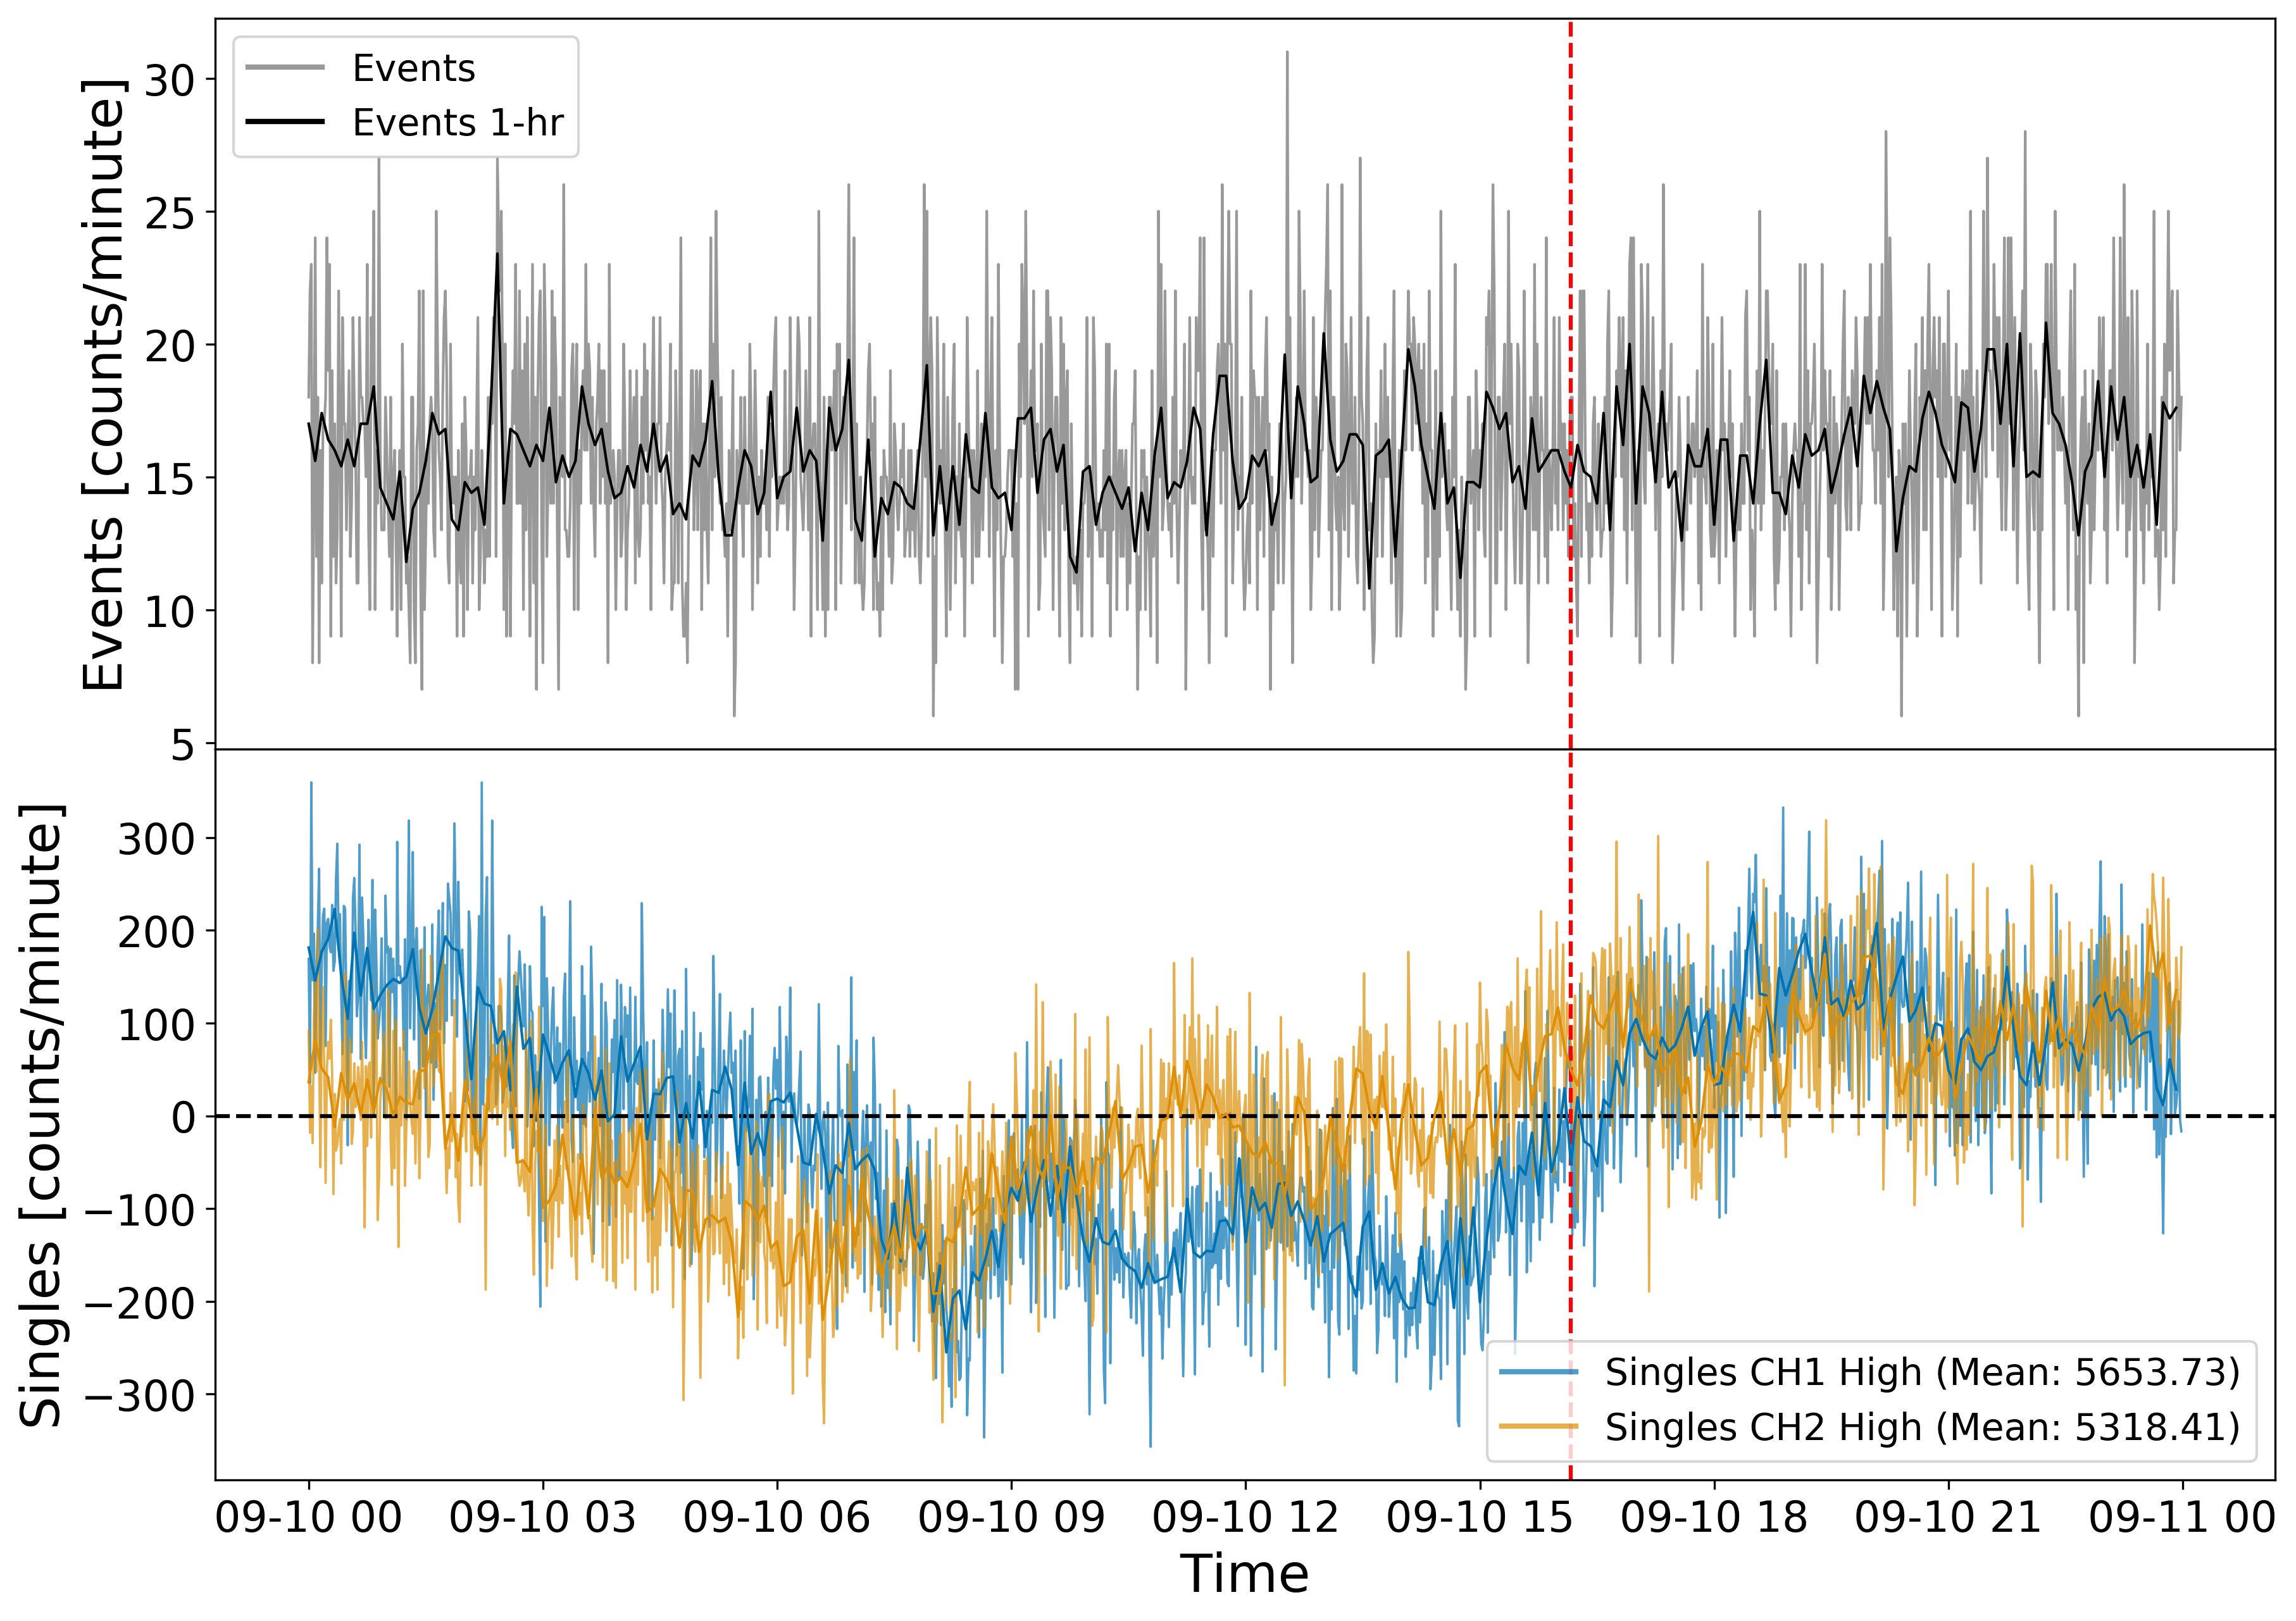 Events
Events 1-hr
Events [counts/minute]
30
25
20
15
10
5
Singles [counts/minute]
300
200
100
0
−100
−200
−300
Singles CH1 High (Mean: 5653.73)
Singles CH2 High (Mean: 5318.41)
09-10 00 09-10 03 09-10 06 09-10 09 09-10 12 09-10 15 09-10 18 09-10 21 09-11 00
Time